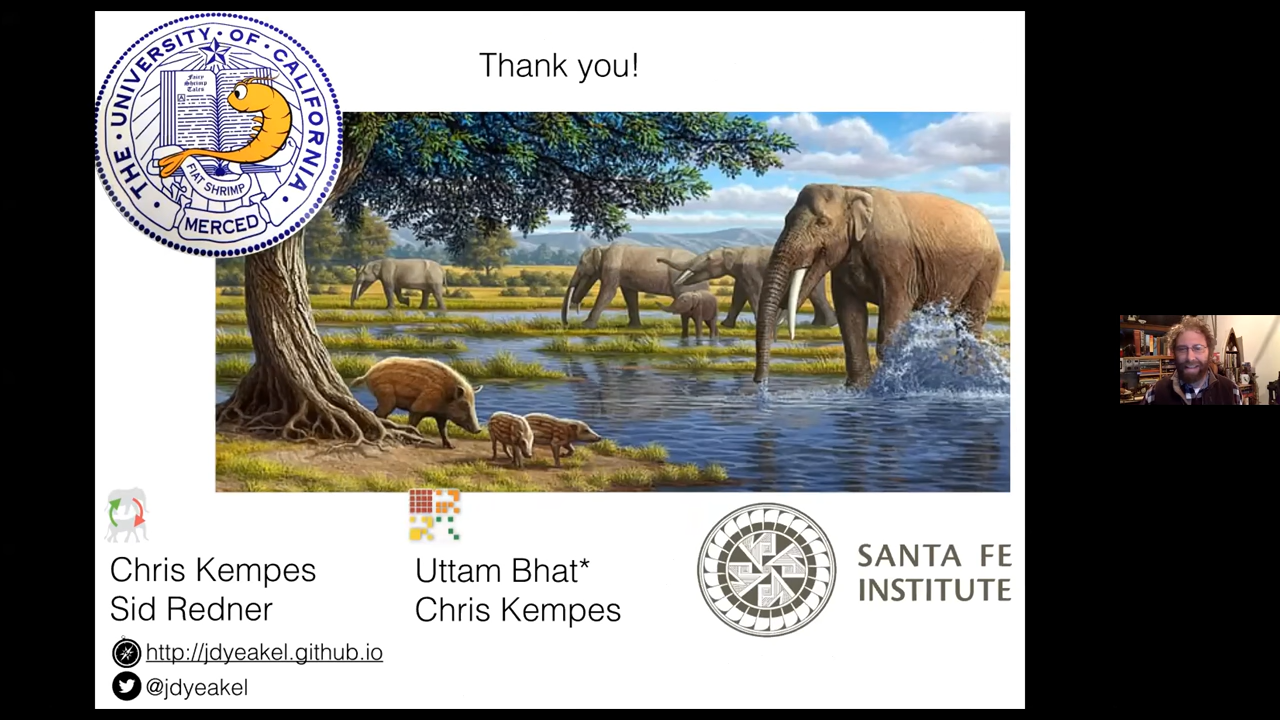 Thank you!
THE · UNIVERSITY · OF · CALIFORNIA
Fairy
Shrimp
Tales
A
FIAT SHRIMP
MERCED
Chris Kempes
Sid Redner
http://jdyeakel.github.io
@jdyeakel
Uttam Bhat*
Chris Kempes
SANTA FE
INSTITUTE